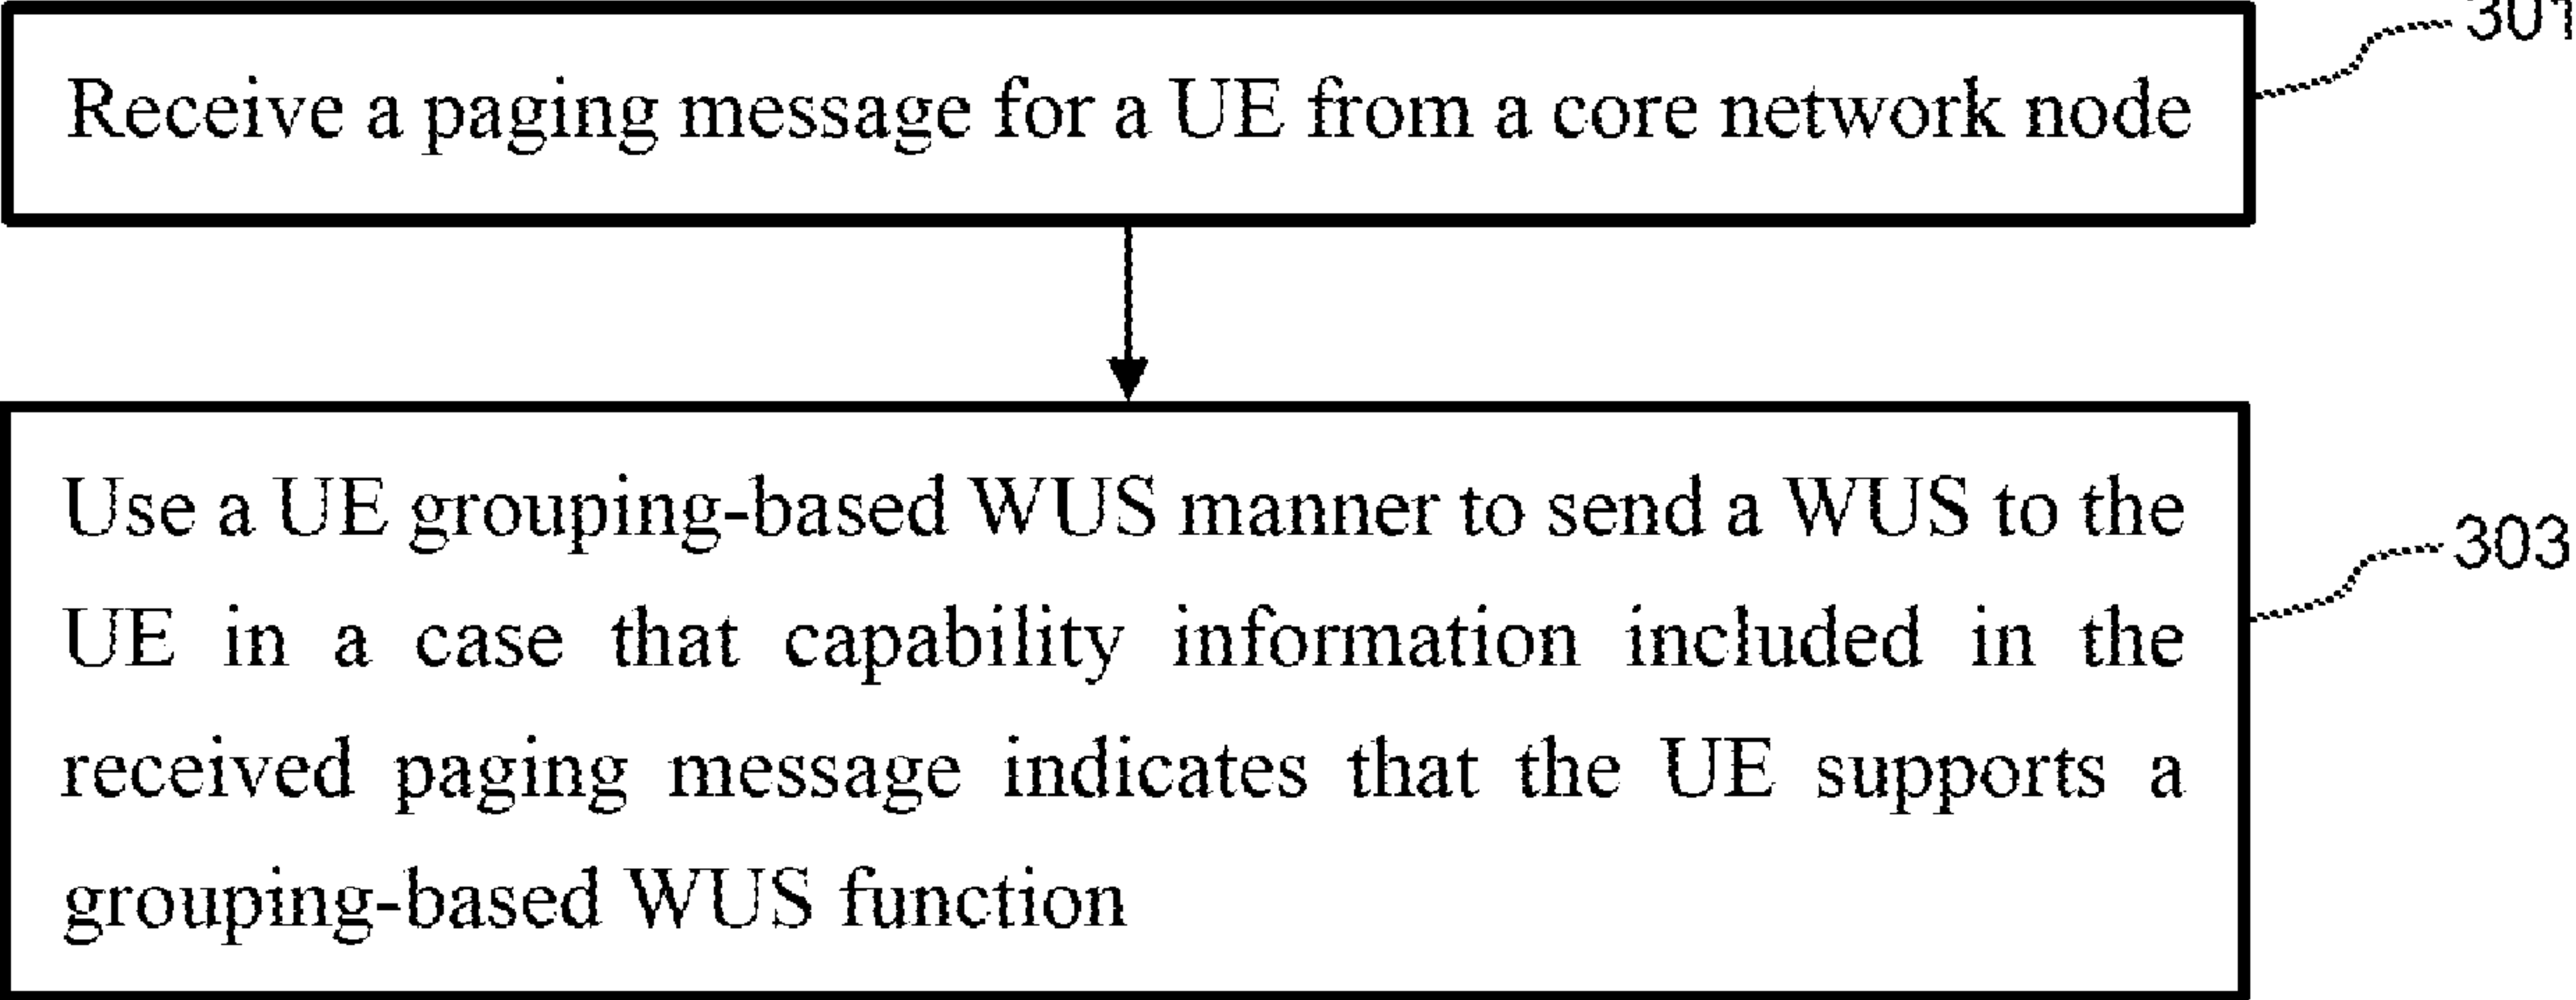 301
Receive a paging message for a UE from a core network node
Use a UE grouping-based WUS manner to send a WUS to the
303
UE in a case that capability information included in the
received paging message indicates that the UE supports a
grouping-based WUS function